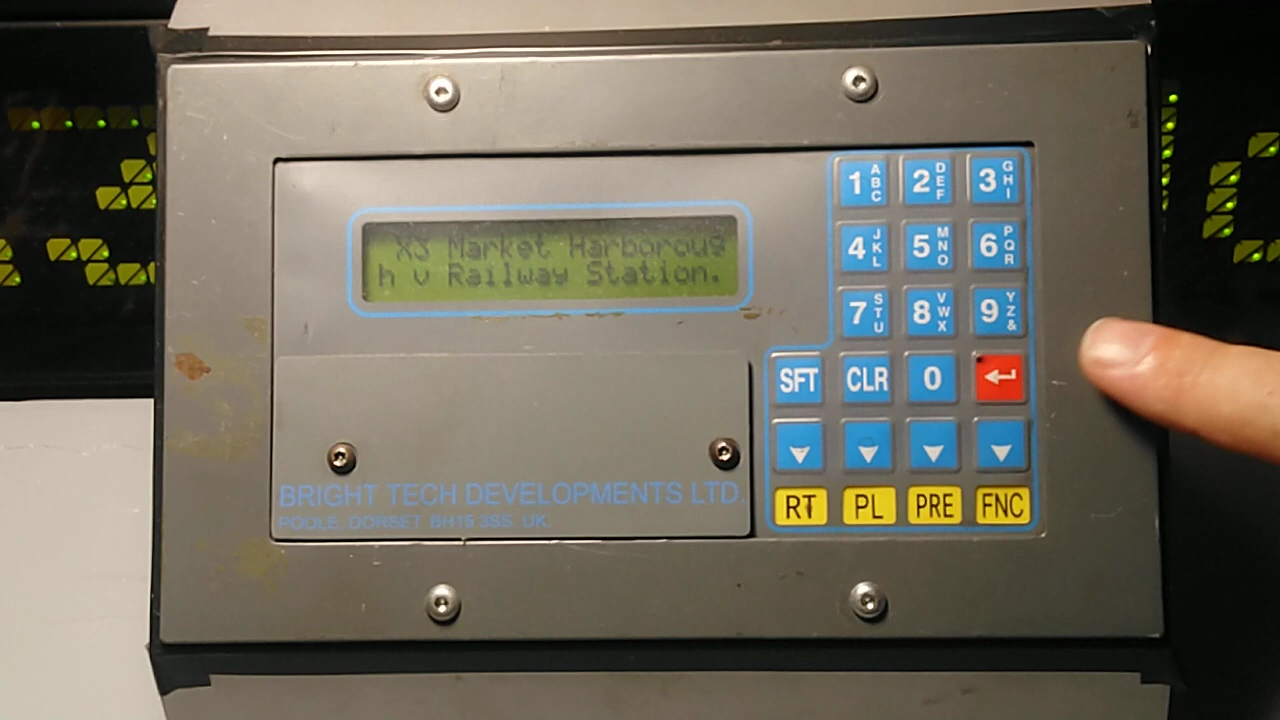 X3 Market Harboroug
h v Railway Station.
1 ABC
2 DEF
3 GHI
4 JKL
5 MNO
6 PQR
7 STU
8 VWX
9 YZ&
SFT CLR 0
BRIGHT TECH DEVELOPMENTS LTD.
POOLE. DORSET BH15 3SS. UK.
RT PL PRE FNC